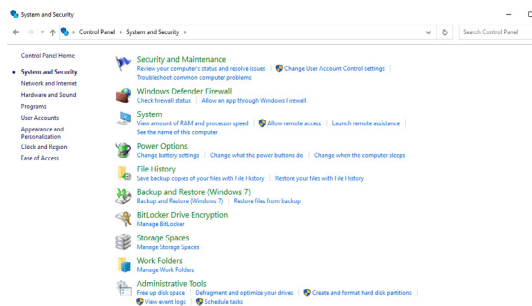 System and Security
Control Panel > System and Security >
Search Control Panel
Control Panel Home
System and Security
Network and Internet
Hardware and Sound
Programs
User Accounts
Appearance and
Personalization
Clock and Region
Ease of Access
Security and Maintenance
Review your computer's status and resolve issues | Change User Account Control settings
Troubleshoot common computer problems
Windows Defender Firewall
Check firewall status | Allow an app through Windows Firewall
System
View amount of RAM and processor speed | Allow remote access | Launch remote assistance
See the name of this computer
Power Options
Change battery settings | Change what the power buttons do | Change when the computer sleeps
File History
Save backup copies of your files with File History | Restore your files with File History
Backup and Restore (Windows 7)
Backup and Restore (Windows 7) | Restore files from backup
BitLocker Drive Encryption
Manage BitLocker
Storage Spaces
Manage Storage Spaces
Work Folders
Manage Work Folders
Administrative Tools
Free up disk space | Defragment and optimize your drives | Create and format hard disk partitions
View event logs | Schedule tasks